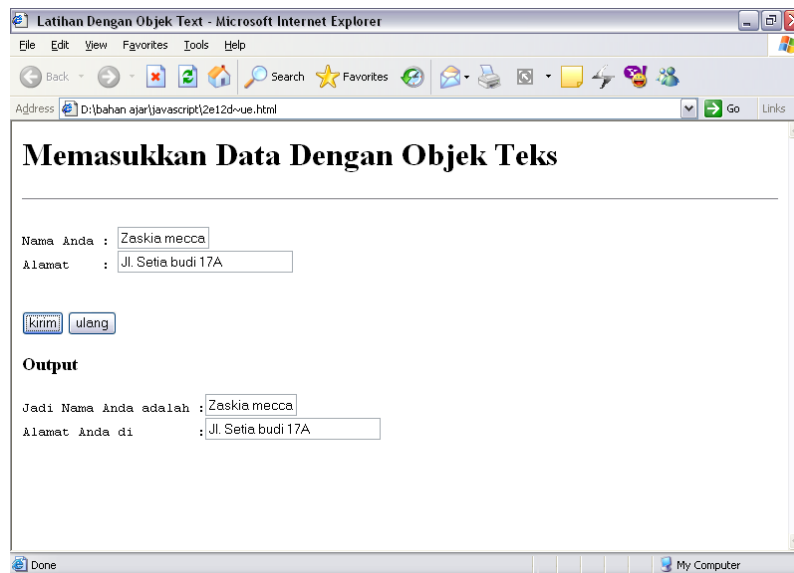 Latihan Dengan Objek Text - Microsoft Internet Explorer
File Edit View Favorites Tools Help
Back Search Favorites
Address D:\bahan ajar\javascript\2e12d~ue.html Go Links
Memasukkan Data Dengan Objek Teks
Nama Anda : Zaskia mecca
Alamat : Jl. Setia budi 17A
kirim ulang
Output
Jadi Nama Anda adalah : Zaskia mecca
Alamat Anda di : Jl. Setia budi 17A
Done My Computer